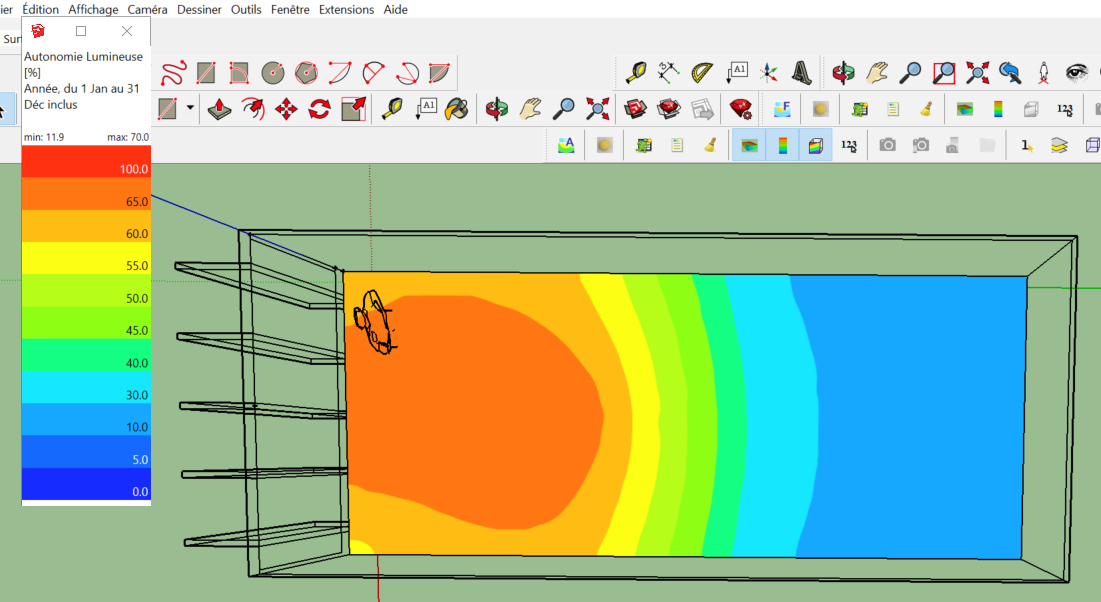 ier Édition Affichage Caméra Dessiner Outils Fenêtre Extensions Aide
Sur
Autonomie Lumineuse
[%]
Année, du 1 Jan au 31
Déc inclus
min: 11.9 max: 70.0
100.0
65.0
60.0
55.0
50.0
45.0
40.0
30.0
10.0
5.0
0.0
A1
A1 F 123
A 123 1